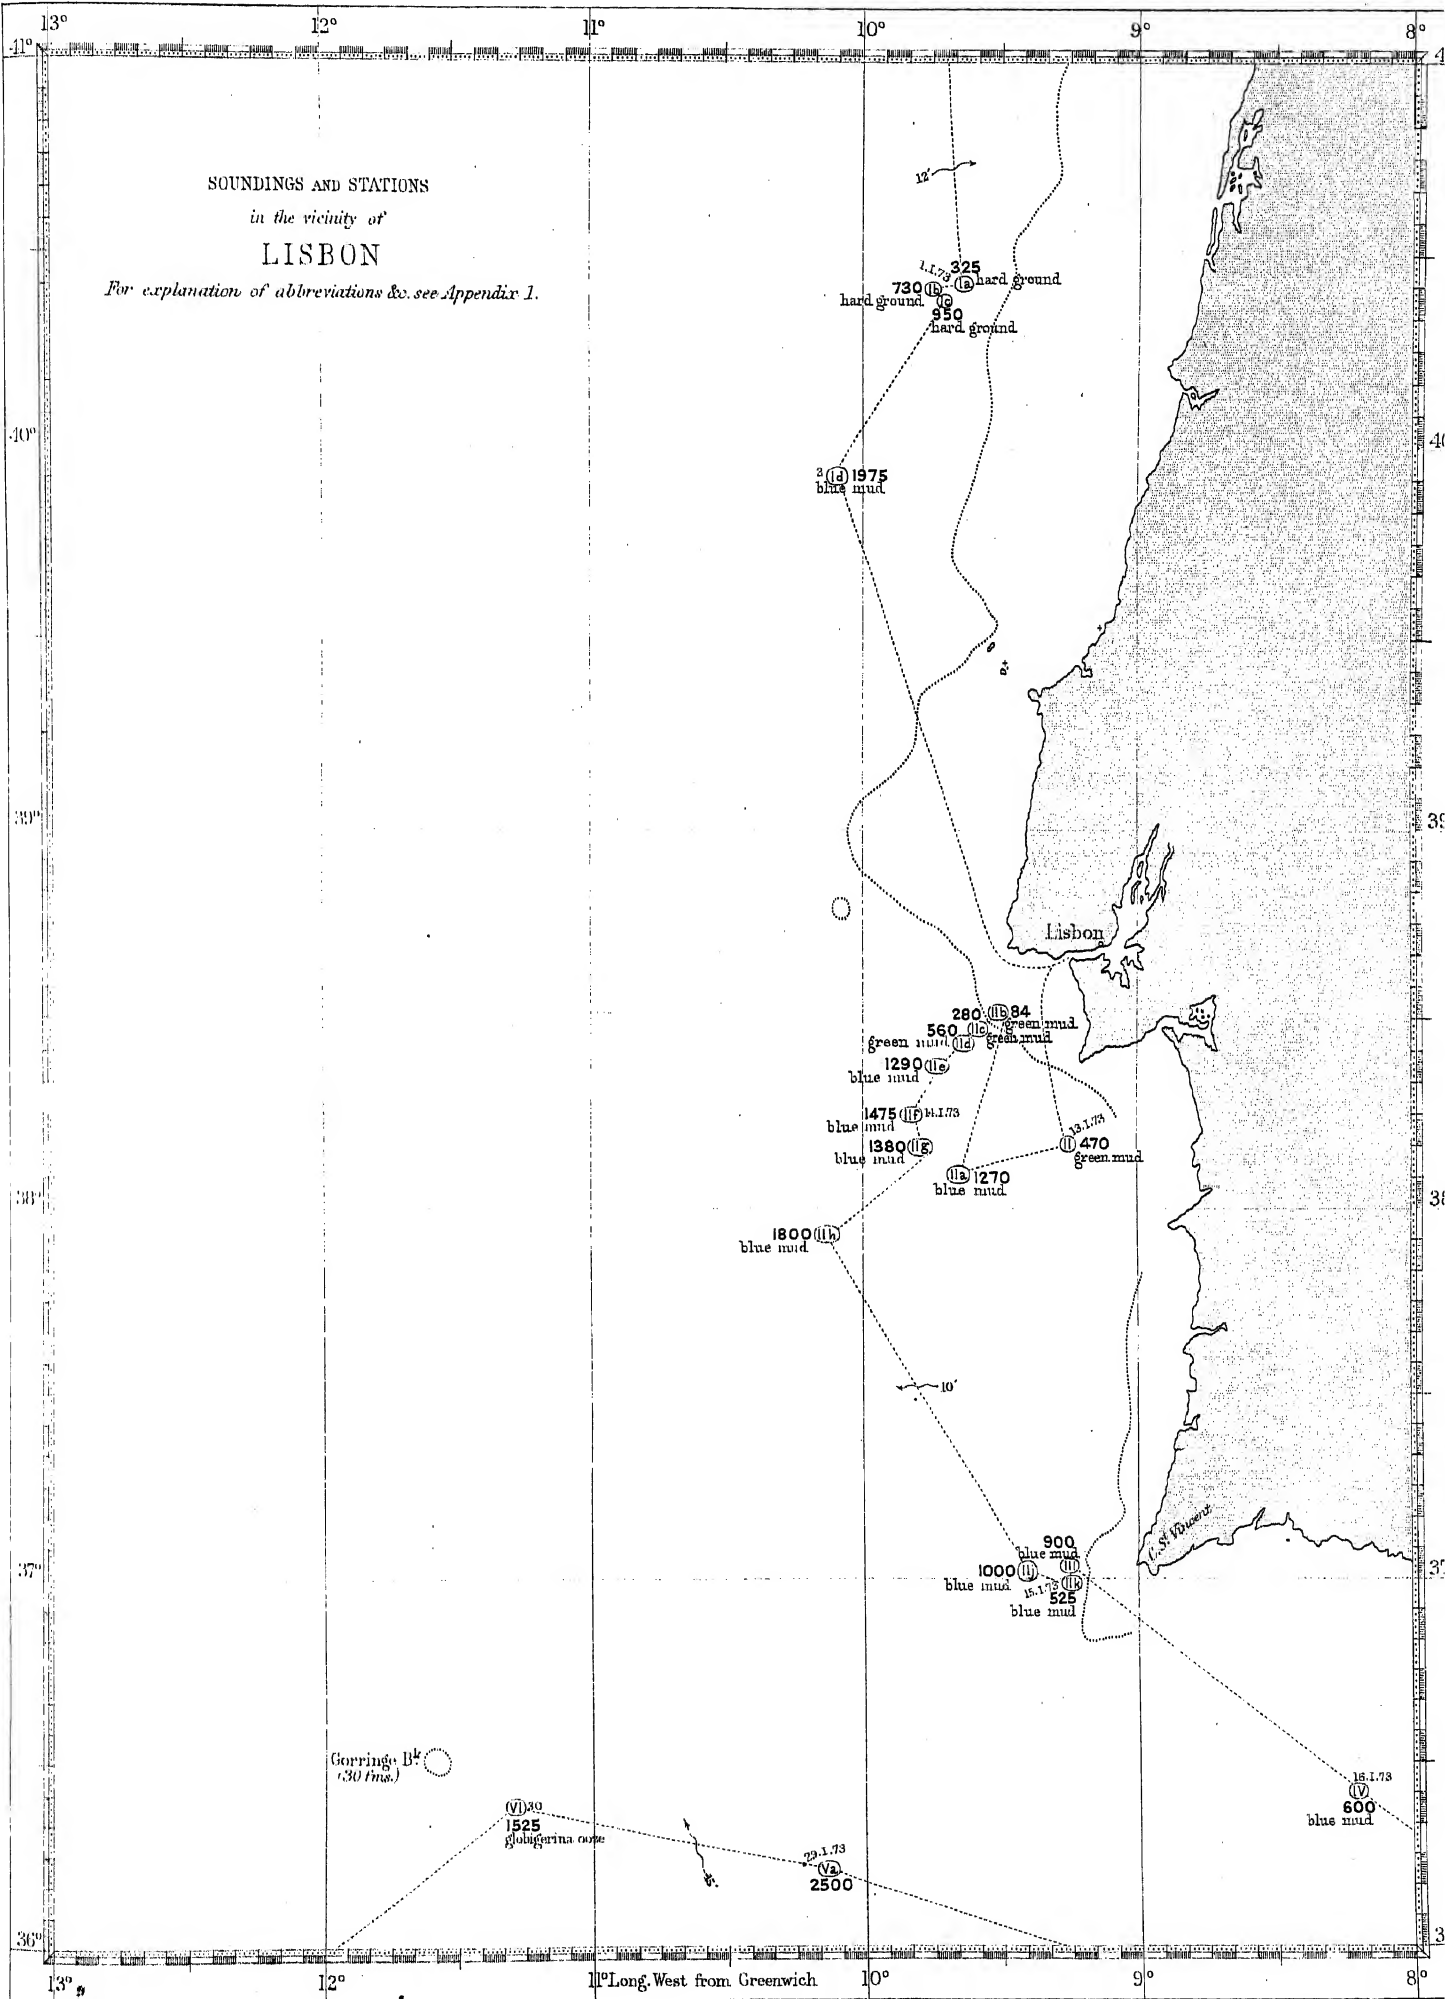 13° 12° 11° 10° 9° 8°
41° 4
SOUNDINGS AND STATIONS
in the vicinity of
LISBON
For explanation of abbreviations &c. see Appendix 1.
12'
1.I.73 325
Ia hard ground
730 Ib
hard ground
Ic
950
hard ground
40° 40
2 Id 1975
blue mud
39° 39
Lisbon
IIb 84
green mud
280 IIc
green mud
560 IId
green mud
1290 IIe
blue mud
1475 IIf 14.I.73
blue mud
1380 IIg
blue mud
13.I.73
II 470
green mud
IIa 1270
blue mud
38° 38
1800 IIh
blue mud
10'
C. St. Vincent
900
blue mud
III
1000 IIj
blue mud
15.I.73 IIk
525
blue mud
37° 37
Gorringe Bk
(30 fms.)
VI 30
1525
globigerina ooze
29.I.73
Va
2500
16.I.73
IV
600
blue mud
36° 3
13° 12° 11° Long. West from Greenwich 10° 9° 8°